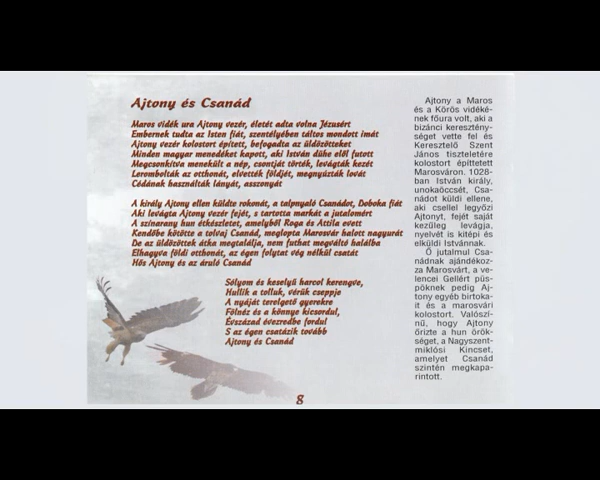 Ajtony és Csanád
Maros vidék ura Ajtony vezér, életét adta volna Jézusért
Embernek tudta az Isten fiát, szentélyében táltos mondott imát
Ajtony vezér kolostort épített, befogadta az üldözötteket
Minden magyar menedéket kapott, aki István dühe elől futott
Megcsonkítva menekült a nép, csontját törték, levágták kezét
Lerombolták az otthonát, elvették földjét, megnyúzták lovát
Cédának használták lányát, asszonyát
A király Ajtony ellen küldte rokonát, a talpnyaló Csanádot, Doboka fiát
Aki levágta Ajtony vezér fejét, s tartotta markát a jutalomért
A színarany hun étkészletet, amelyből Roga és Attila evett
Kendőbe kötötte a tolvaj Csanád, meglopta Marosvár halott nagyurát
De az üldözöttek átka megtalálja, nem futhat megváltó halálba
Elhagyva földi otthonát, az égen folytat vég nélkül csatát
Hős Ajtony és az áruló Csanád
Sólyom és keselyű harcol kerengve,
Hullik a tolluk, vérük cseppje
A nyáját terelgető gyerekre
Fölnéz és a könnye kicsordul,
Évszázad évezredbe fordul
S az égen csatázik tovább
Ajtony és Csanád
8
Ajtony a Maros
és a Körös vidéké-
nek főura volt, aki a
bizánci keresztény-
séget vette fel és
Keresztelő Szent
János tiszteletére
kolostort építtetett
Marosváron. 1028-
ban István király,
unokaöccsét, Csa-
nádot küldi ellene,
aki csellel legyőzi
Ajtonyt, fejét saját
kezűleg levágja,
nyelvét is kitépi és
elküldi Istvánnak.
Ő jutalmul Csa-
nádnak ajándékoz-
za Marosvárt, a ve-
lencei Gellért püs-
pöknek pedig Aj-
tony egyéb birtoka-
it és a marosvári
kolostort. Valószí-
nű, hogy Ajtony
őrizte a hun örök-
séget, a Nagyszent-
miklósi Kincset,
amelyet Csanád
szintén megkapa-
rintott.